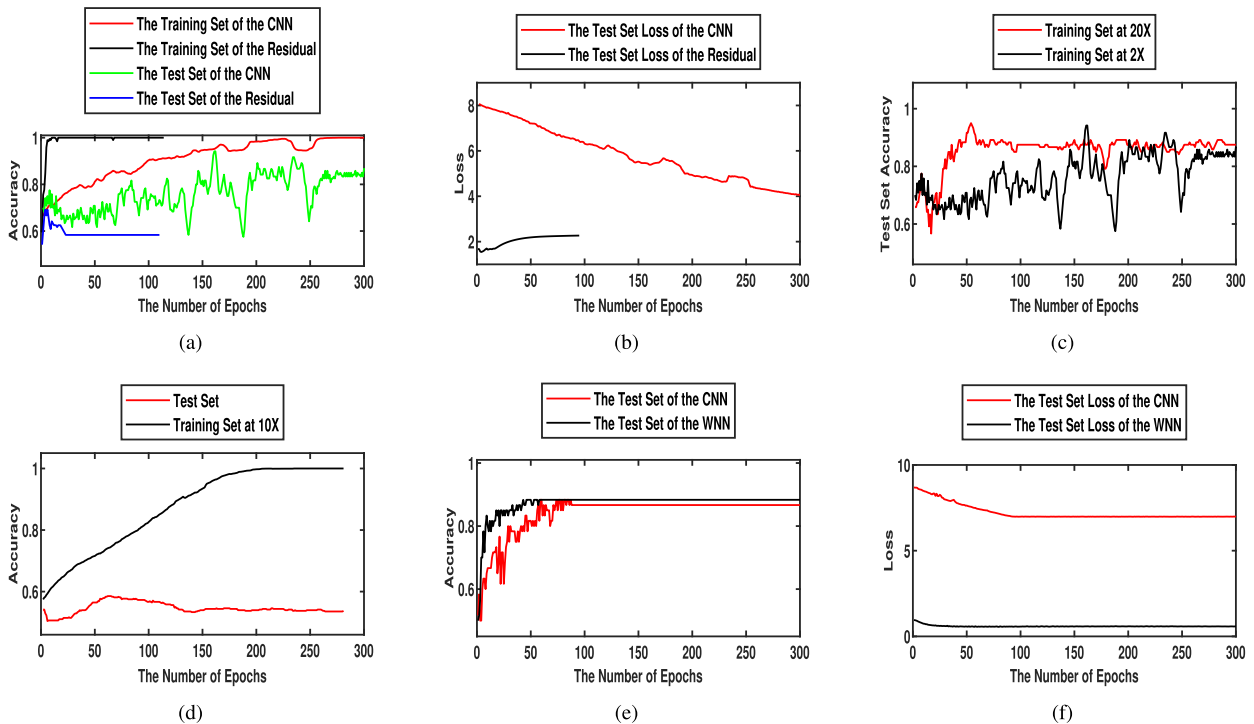 The Training Set of the CNN
The Training Set of the Residual
The Test Set of the CNN
The Test Set of the Residual
1
0.8
0.6
Accuracy
0 50 100 150 200 250 300
The Number of Epochs
(a)
The Test Set Loss of the CNN
The Test Set Loss of the Residual
8
6
4
2
Loss
0 50 100 150 200 250 300
The Number of Epochs
(b)
Training Set at 20X
Training Set at 2X
1
0.8
0.6
Test Set Accuracy
0 50 100 150 200 250 300
The Number of Epochs
(c)
Test Set
Training Set at 10X
1
0.8
0.6
Accuracy
0 50 100 150 200 250 300
The Number of Epochs
(d)
The Test Set of the CNN
The Test Set of the WNN
1
0.8
0.6
Accuracy
0 50 100 150 200 250 300
The Number of Epochs
(e)
The Test Set Loss of the CNN
The Test Set Loss of the WNN
10
5
0
Loss
0 50 100 150 200 250 300
The Number of Epochs
(f)